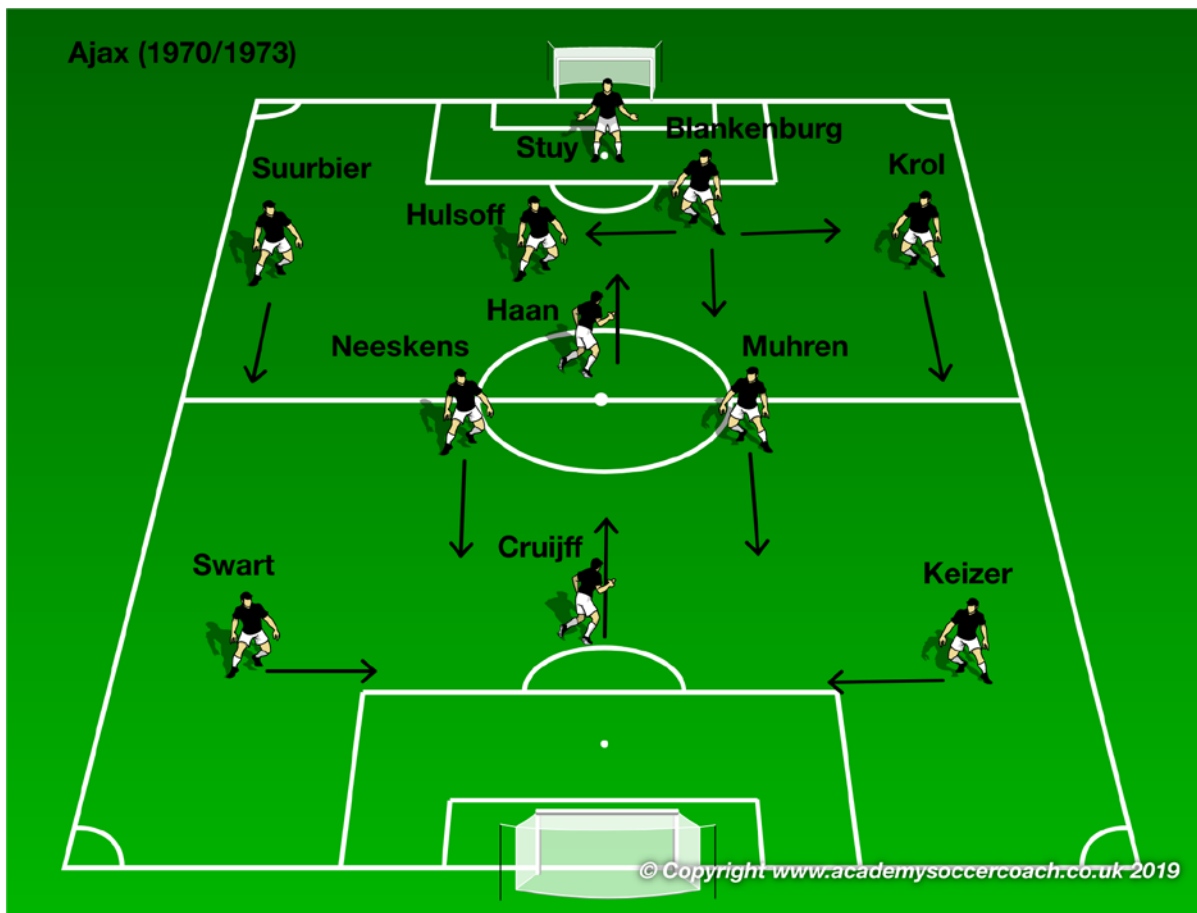 Ajax (1970/1973)
Blankenburg
Stuy
Suurbier
Krol
Hulsoff
Haan
Neeskens
Muhren
Cruijff
Swart
Keizer
© Copyright www.academysoccercoach.co.uk 2019